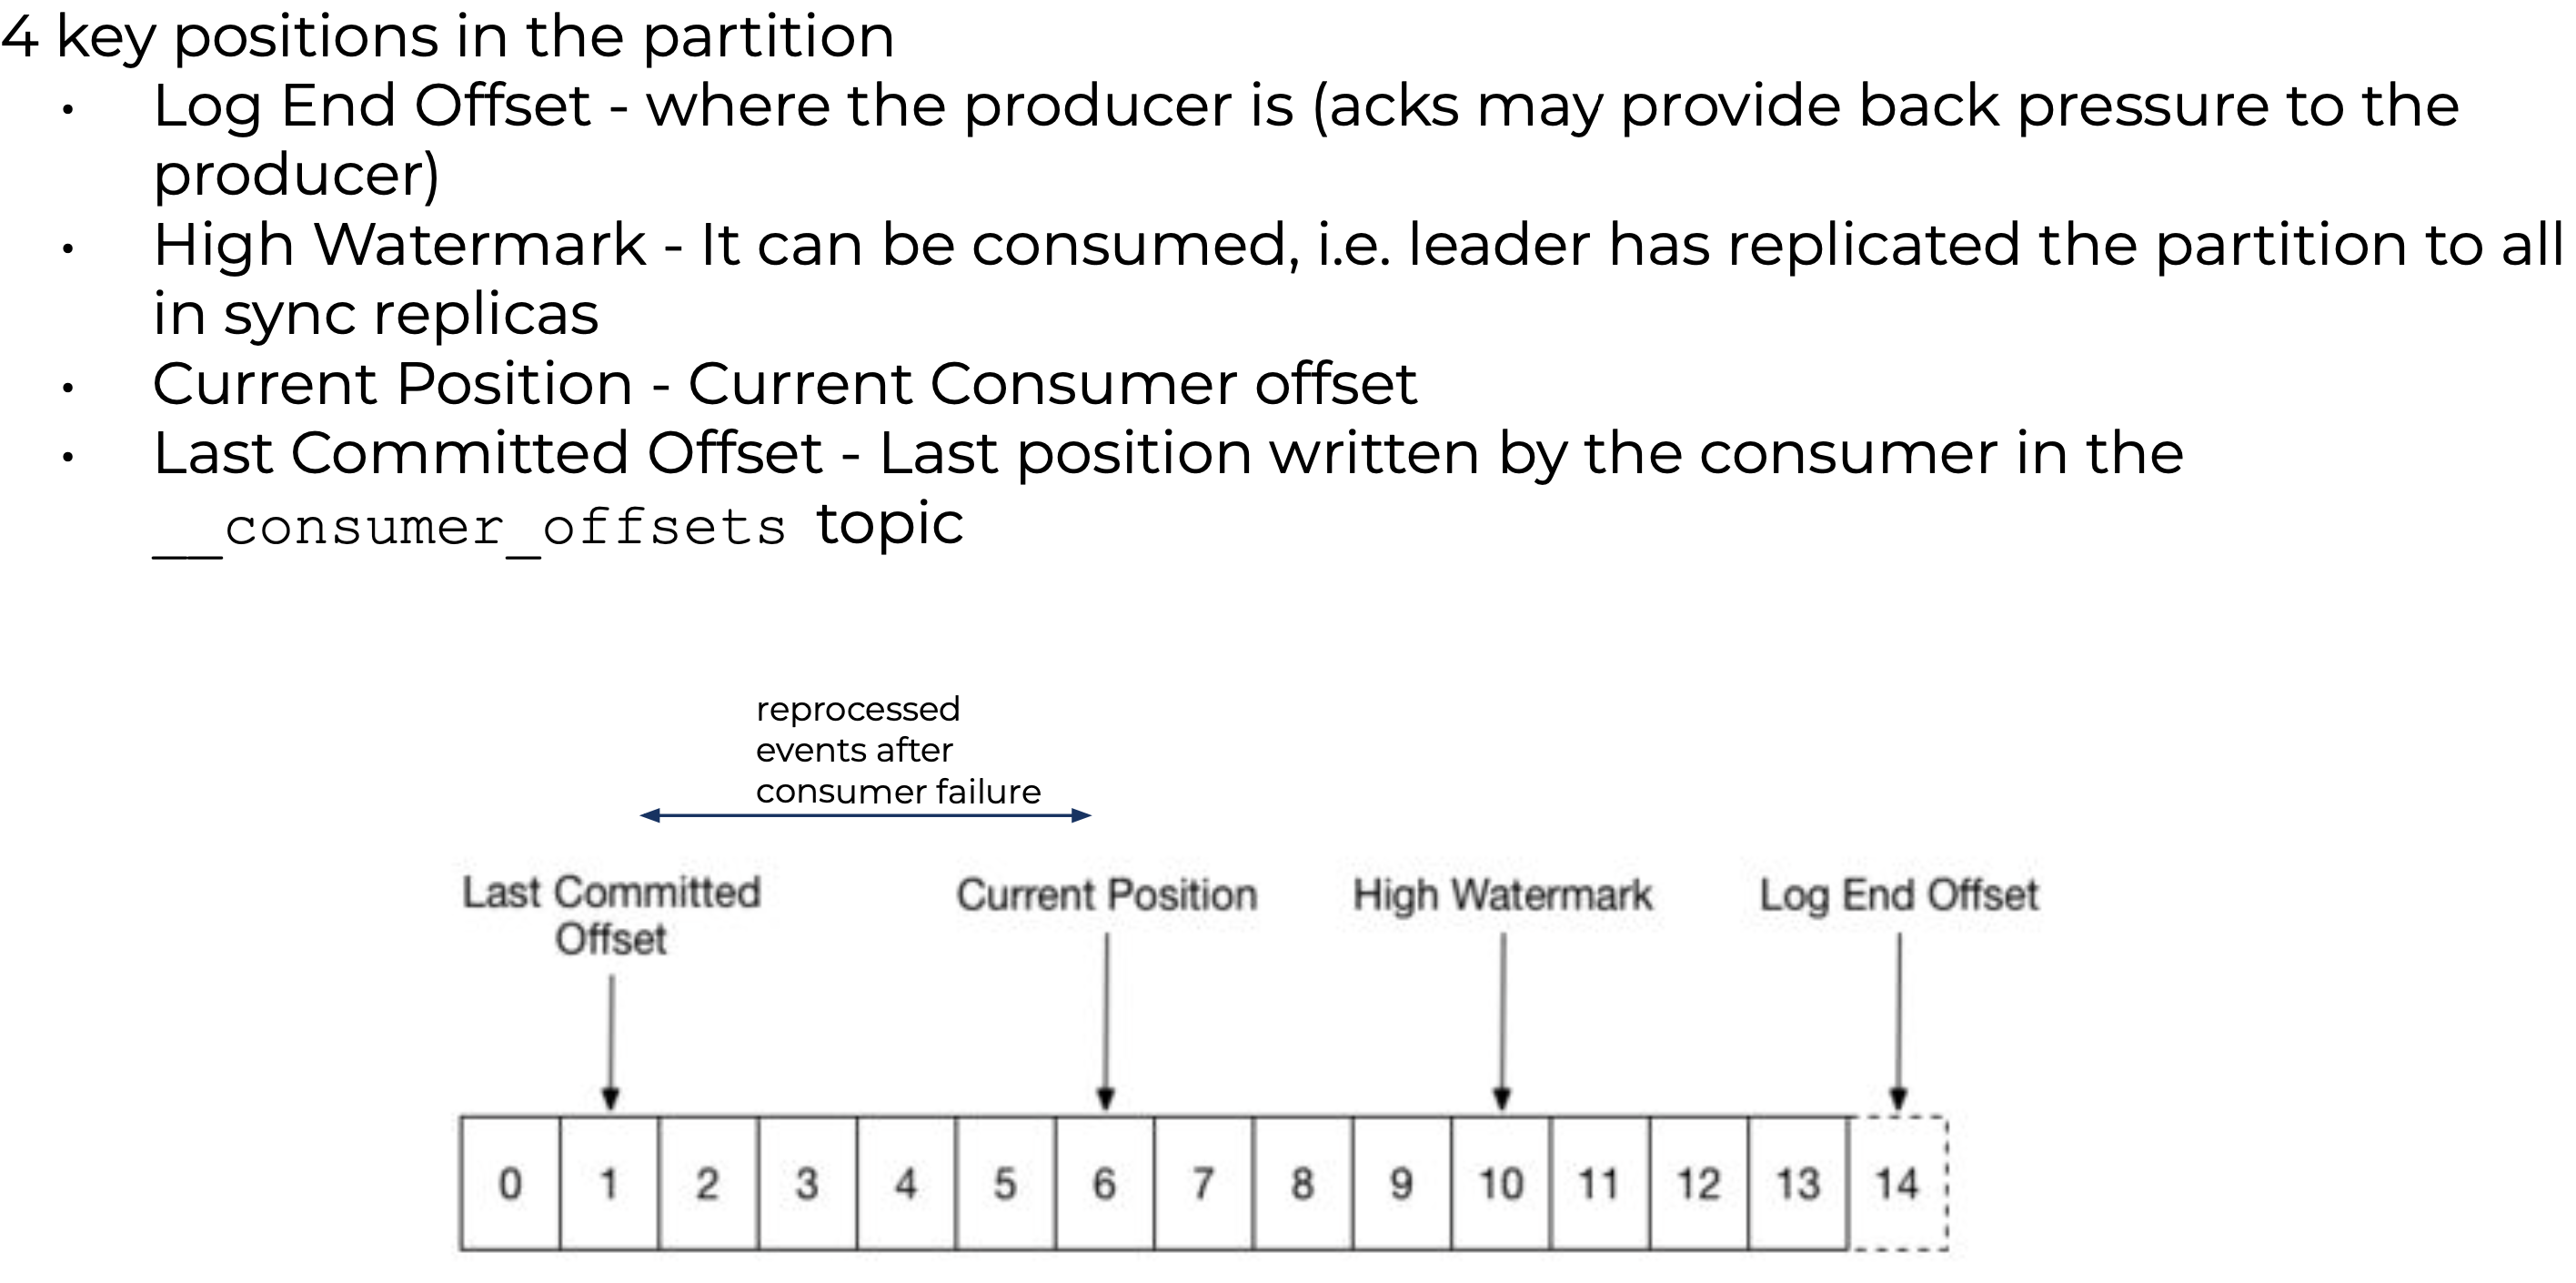 4 key positions in the partition
• Log End Offset - where the producer is (acks may provide back pressure to the
producer)
• High Watermark - It can be consumed, i.e. leader has replicated the partition to all
in sync replicas
• Current Position - Current Consumer offset
• Last Committed Offset - Last position written by the consumer in the
__consumer_offsets topic
reprocessed
events after
consumer failure
Last Committed
Offset
Current Position
High Watermark
Log End Offset
0 1 2 3 4 5 6 7 8 9 10 11 12 13 14